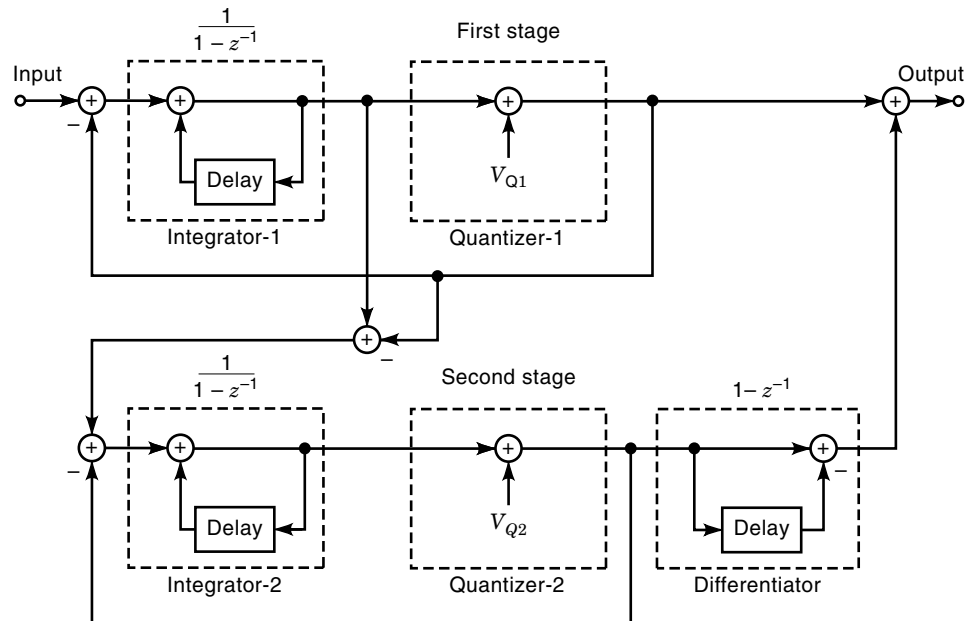 1
1 – z⁻¹
First stage
Input
Output
+
+
+
+
–
Delay
V_Q1
Integrator-1
Quantizer-1
+
–
1
1 – z⁻¹
Second stage
1 – z⁻¹
+
+
+
+
–
–
Delay
V_Q2
Delay
Integrator-2
Quantizer-2
Differentiator